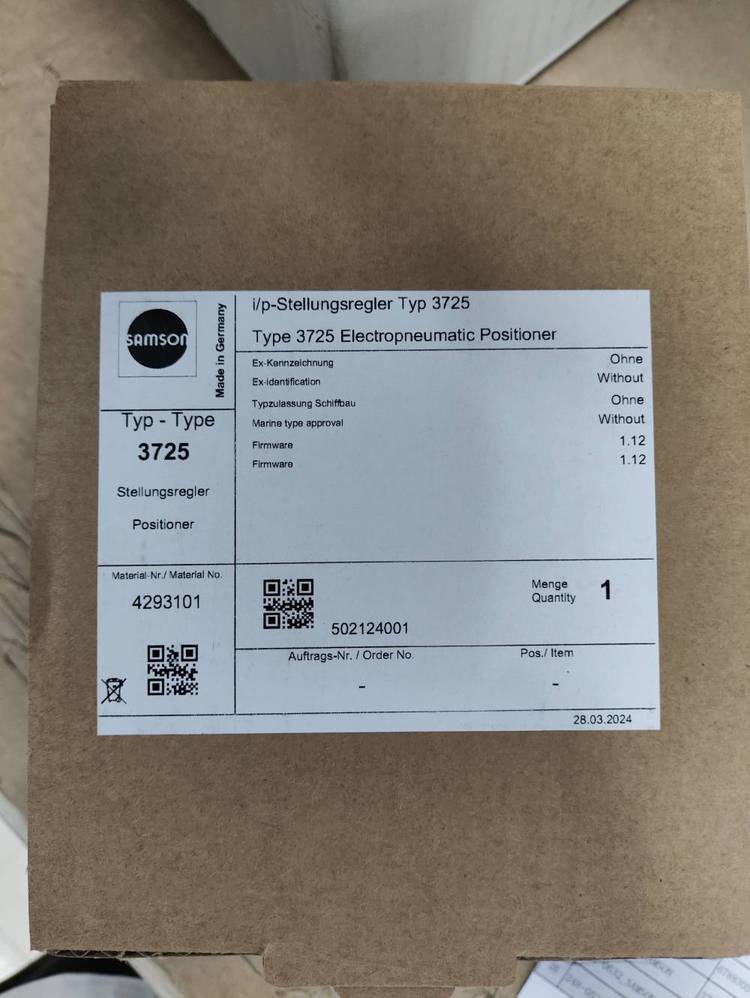 SAMSON
Made in Germany
i/p-Stellungsregler Typ 3725
Type 3725 Electropneumatic Positioner
Ex-Kennzeichnung Ohne
Ex-Identification Without
Typzulassung Schiffbau Ohne
Marine type approval Without
Firmware 1.12
Firmware 1.12
Typ - Type
3725
Stellungsregler
Positioner
Material-Nr./ Material No.
4293101
502124001
Menge
Quantity 1
Auftrags-Nr. / Order No. Pos./ Item
- -
28.03.2024